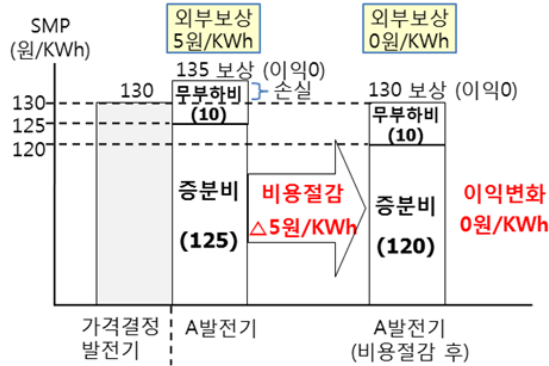 SMP
(원/KWh)
외부보상
5원/KWh
외부보상
0원/KWh
135 보상 (이익0)
130
무부하비
(10)
손실
130 보상 (이익0)
무부하비
(10)
130
125
120
증분비
(125)
비용절감
△5원/KWh
증분비
(120)
이익변화
0원/KWh
가격결정
발전기
A발전기
A발전기
(비용절감 후)